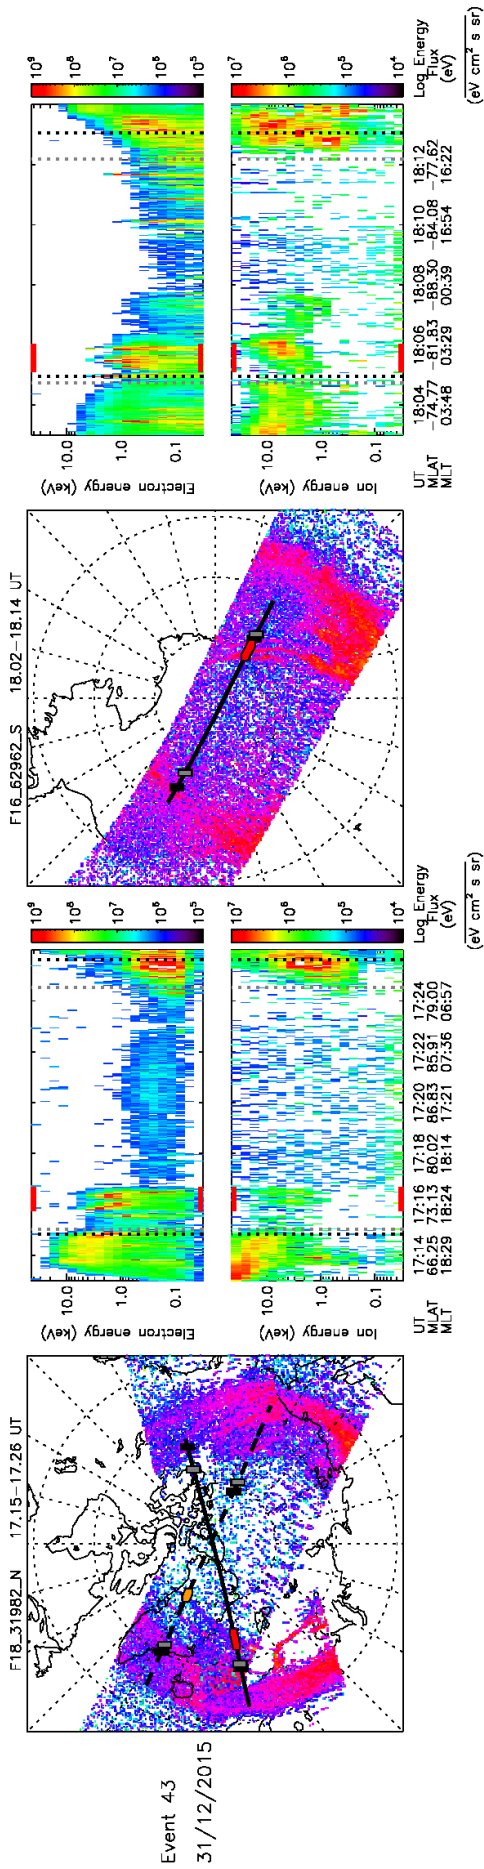 Event 43
31/12/2015
F18_31982_N 17.15-17.26 UT
Electron energy (keV)
10.0
1.0
0.1
10⁹
10⁸
10⁷
10⁶
10⁵
Ion energy (keV)
10.0
1.0
0.1
10⁷
10⁶
10⁵
10⁴
UT 17:14 17:16 17:18 17:20 17:22 17:24
MLAT 66.25 73.13 80.02 86.83 85.91 79.00
MLT 18:29 18:24 18:14 17:21 07:36 06:57
Log Energy
Flux
(eV)
(eV cm² s sr)
F16_62962_S 18.02-18.14 UT
Electron energy (keV)
10.0
1.0
0.1
10⁹
10⁸
10⁷
10⁶
10⁵
Ion energy (keV)
10.0
1.0
0.1
10⁷
10⁶
10⁵
10⁴
UT 18:04 18:06 18:08 18:10 18:12
MLAT -74.77 -81.83 -88.30 -84.08 -77.62
MLT 03:48 03:29 00:39 16:54 16:22
Log Energy
Flux
(eV)
(eV cm² s sr)